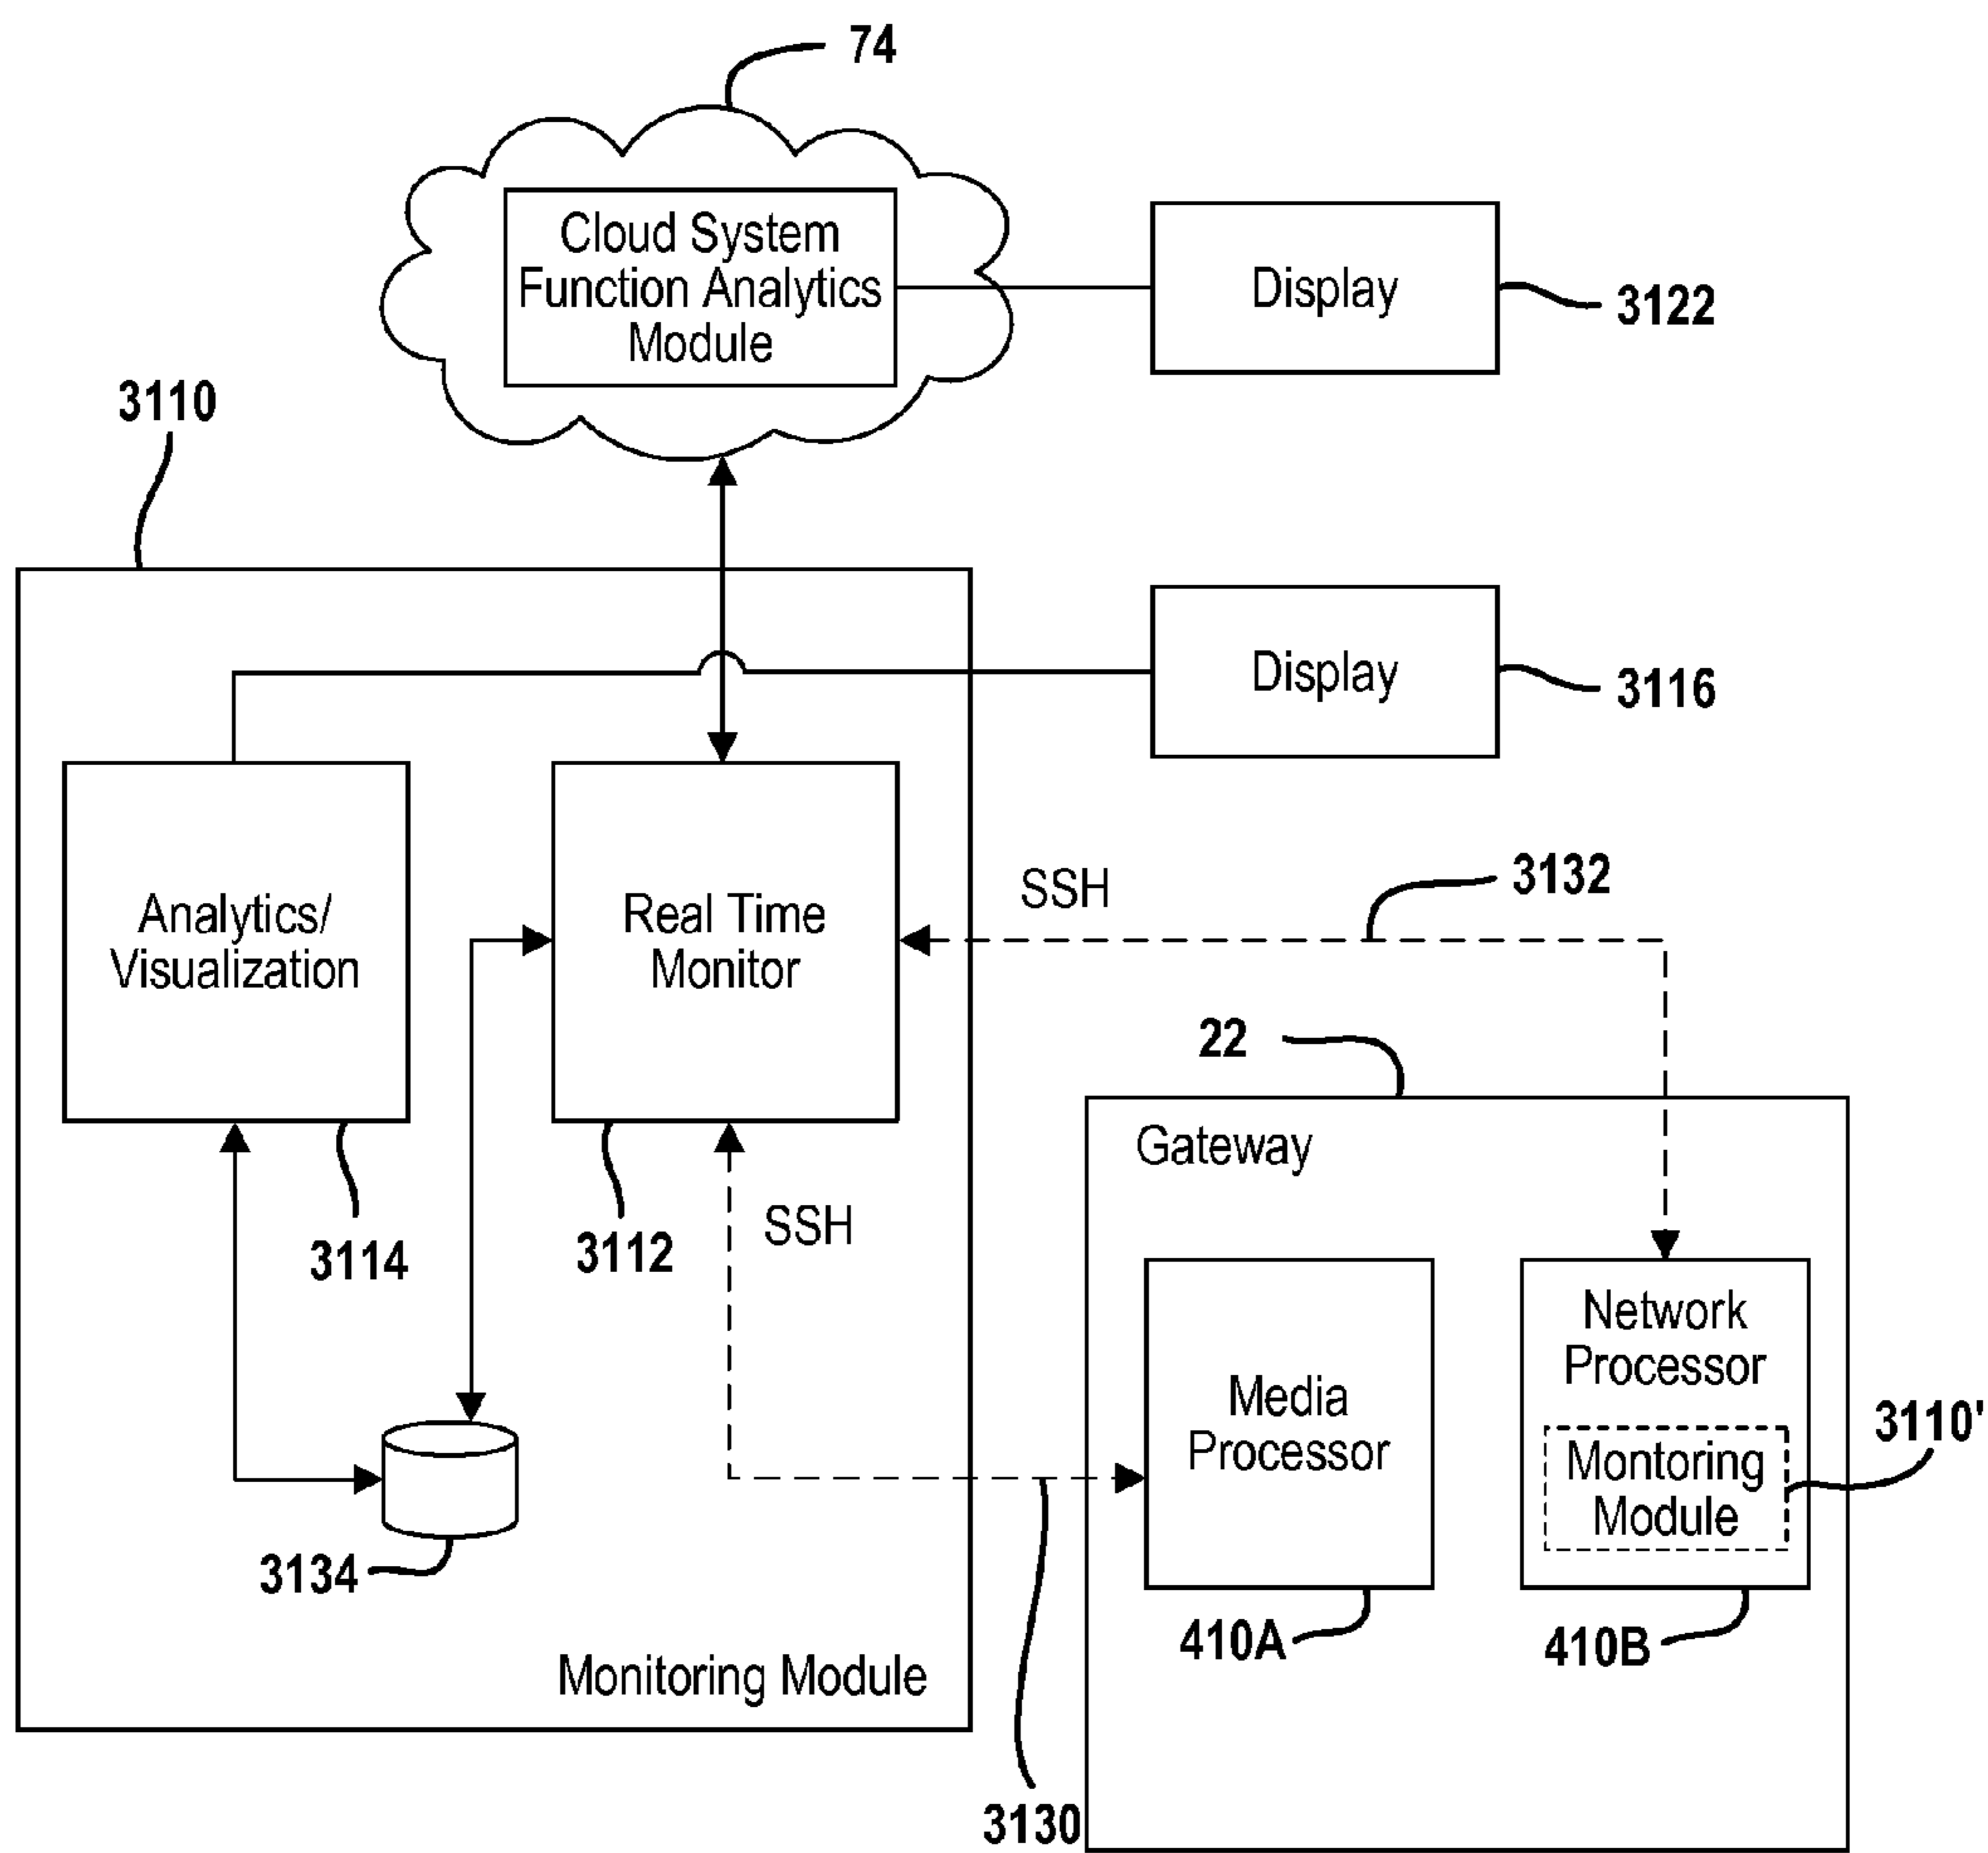 74
Cloud System
Function Analytics
Module
Display
3122
3110
Display
3116
Analytics/
Visualization
Real Time
Monitor
SSH
3132
22
Gateway
3114
3112
SSH
Network
Processor
Media
Processor
3110'
Montoring
Module
3134
410A
410B
Monitoring Module
3130